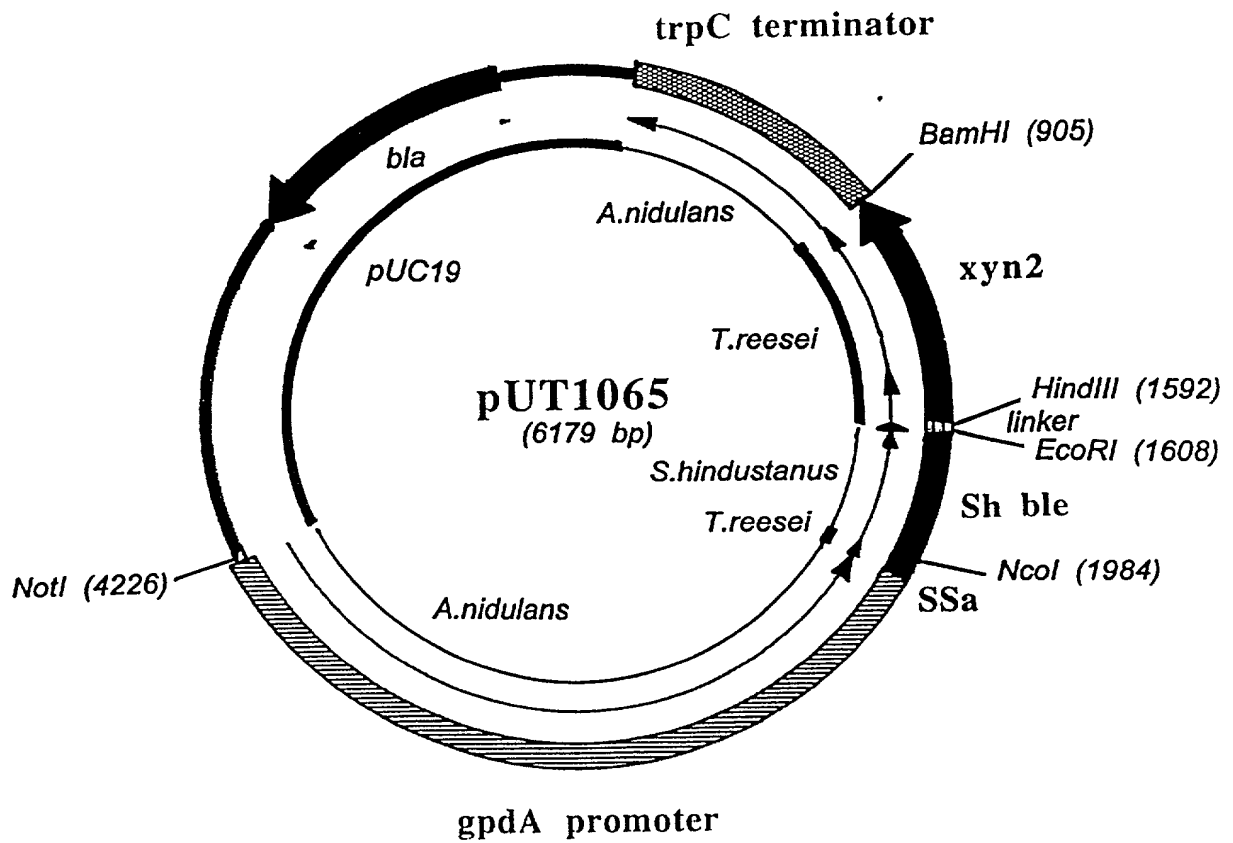 trpC terminator
BamHI (905)
bla
A.nidulans
xyn2
pUC19
T.reesei
HindIII (1592)
pUT1065
linker
(6179 bp)
EcoRI (1608)
S.hindustanus
Sh ble
T.reesei
NcoI (1984)
NotI (4226)
SSa
A.nidulans
gpdA promoter